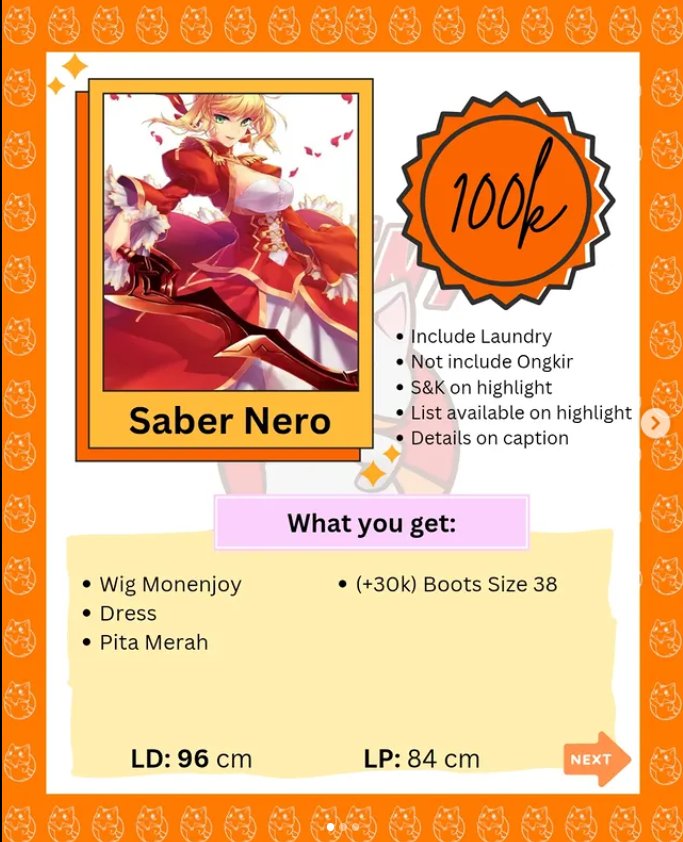 100k
Include Laundry
Not include Ongkir
S&K on highlight
List available on highlight
Details on caption
Saber Nero
What you get:
Wig Monenjoy
Dress
Pita Merah
(+30k) Boots Size 38
LD: 96 cm
LP: 84 cm
NEXT